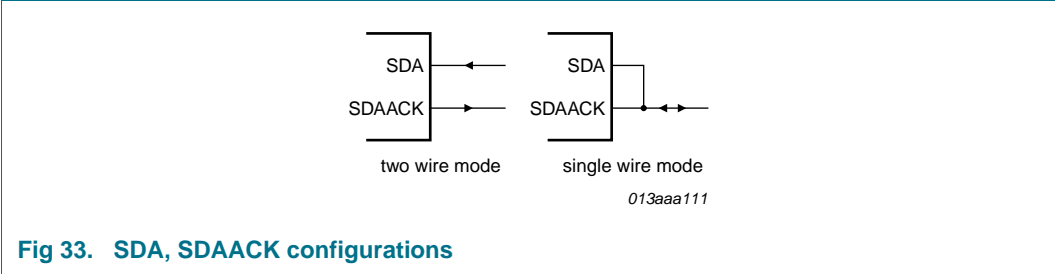 SDA
SDAACK
two wire mode
SDA
SDAACK
single wire mode
013aaa111
Fig 33. SDA, SDAACK configurations